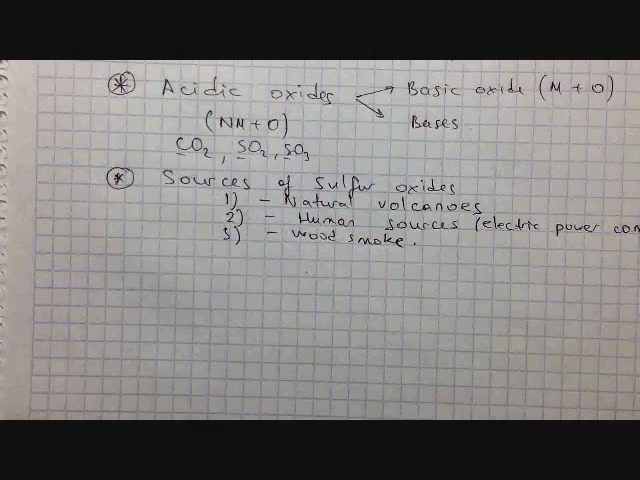 * Acidic oxides → Basic oxide (M + O)
(NM + O) → Bases.
CO2, SO2, SO3
* Sources of sulfur oxides
1) - Natural volcanoes
2) - Human sources (electric power con
3) - wood smoke.